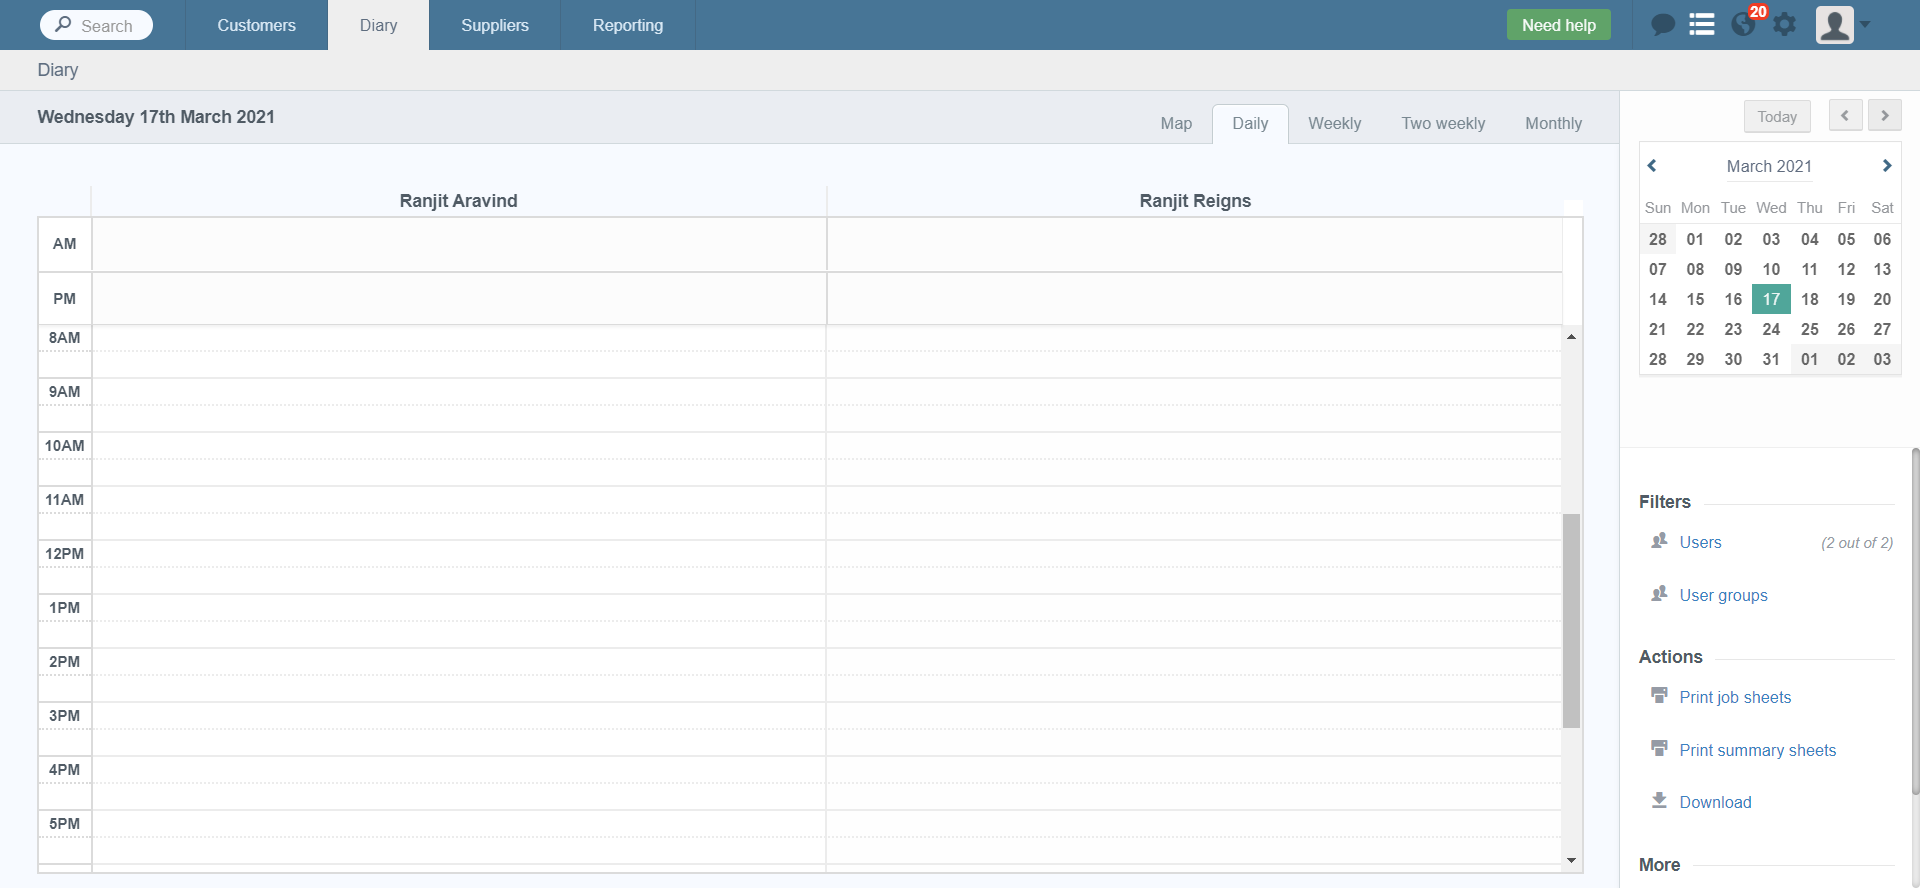 Search Customers Diary Suppliers Reporting Need help 20
Diary
Wednesday 17th March 2021 Map Daily Weekly Two weekly Monthly
Ranjit Aravind Ranjit Reigns
AM
PM
8AM
9AM
10AM
11AM
12PM
1PM
2PM
3PM
4PM
5PM
Today
March 2021
Sun Mon Tue Wed Thu Fri Sat
28 01 02 03 04 05 06
07 08 09 10 11 12 13
14 15 16 17 18 19 20
21 22 23 24 25 26 27
28 29 30 31 01 02 03
Filters
Users (2 out of 2)
User groups
Actions
Print job sheets
Print summary sheets
Download
More